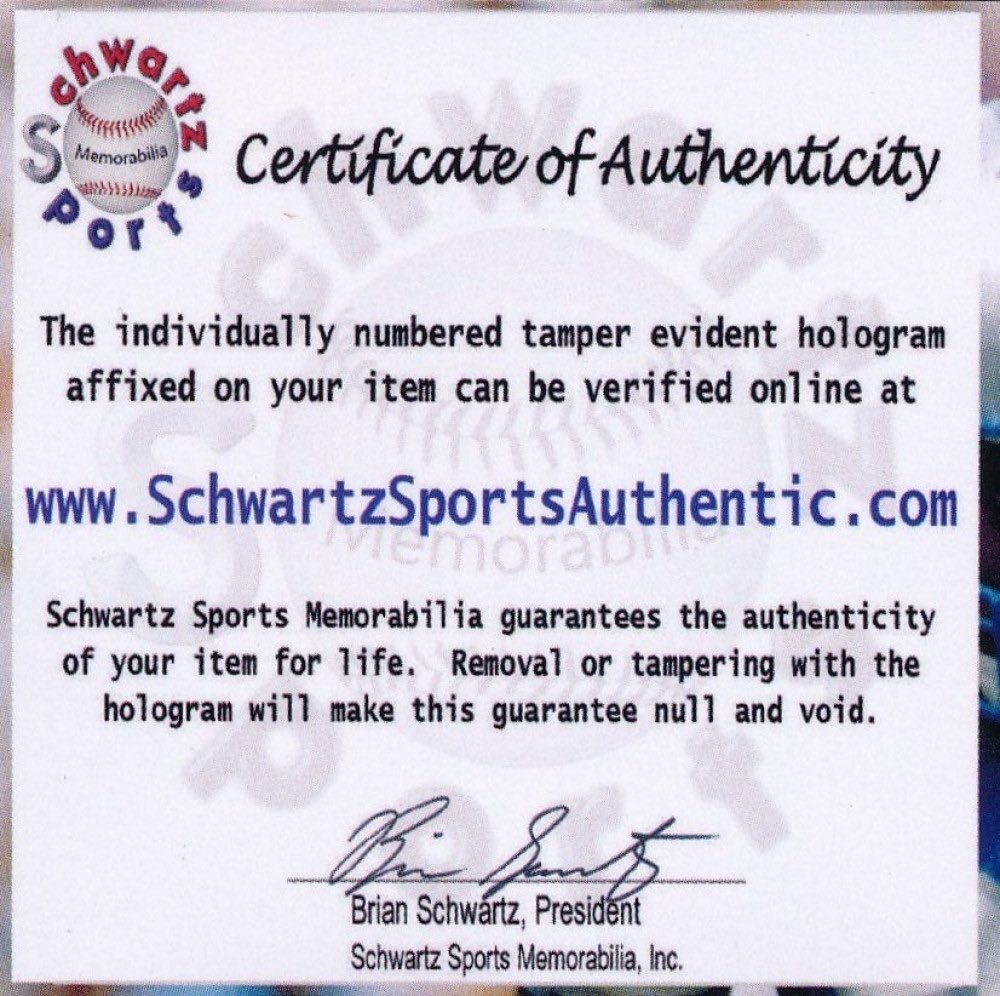 Schwartz
Sports
Memorabilia
Certificate of Authenticity
The individually numbered tamper evident hologram
affixed on your item can be verified online at
www.SchwartzSportsAuthentic.com
Schwartz Sports Memorabilia guarantees the authenticity
of your item for life. Removal or tampering with the
hologram will make this guarantee null and void.
Brian Schwartz
Brian Schwartz, President
Schwartz Sports Memorabilia, Inc.